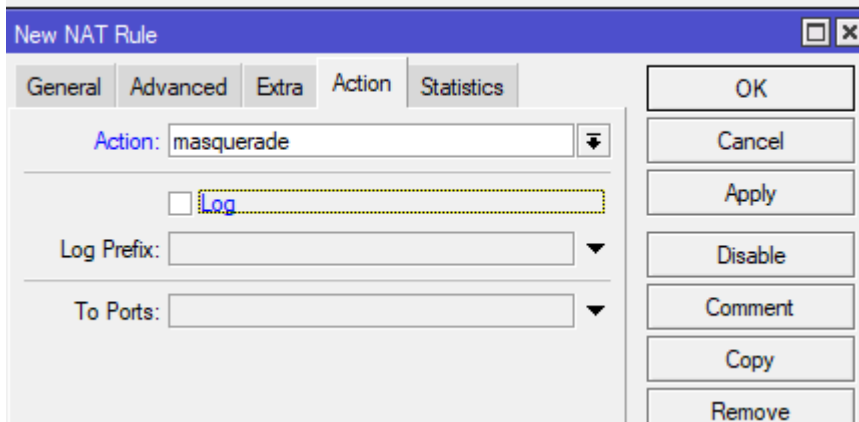 New NAT Rule
General Advanced Extra Action Statistics
OK
Action: masquerade
Cancel
Log
Apply
Log Prefix:
Disable
To Ports:
Comment
Copy
Remove